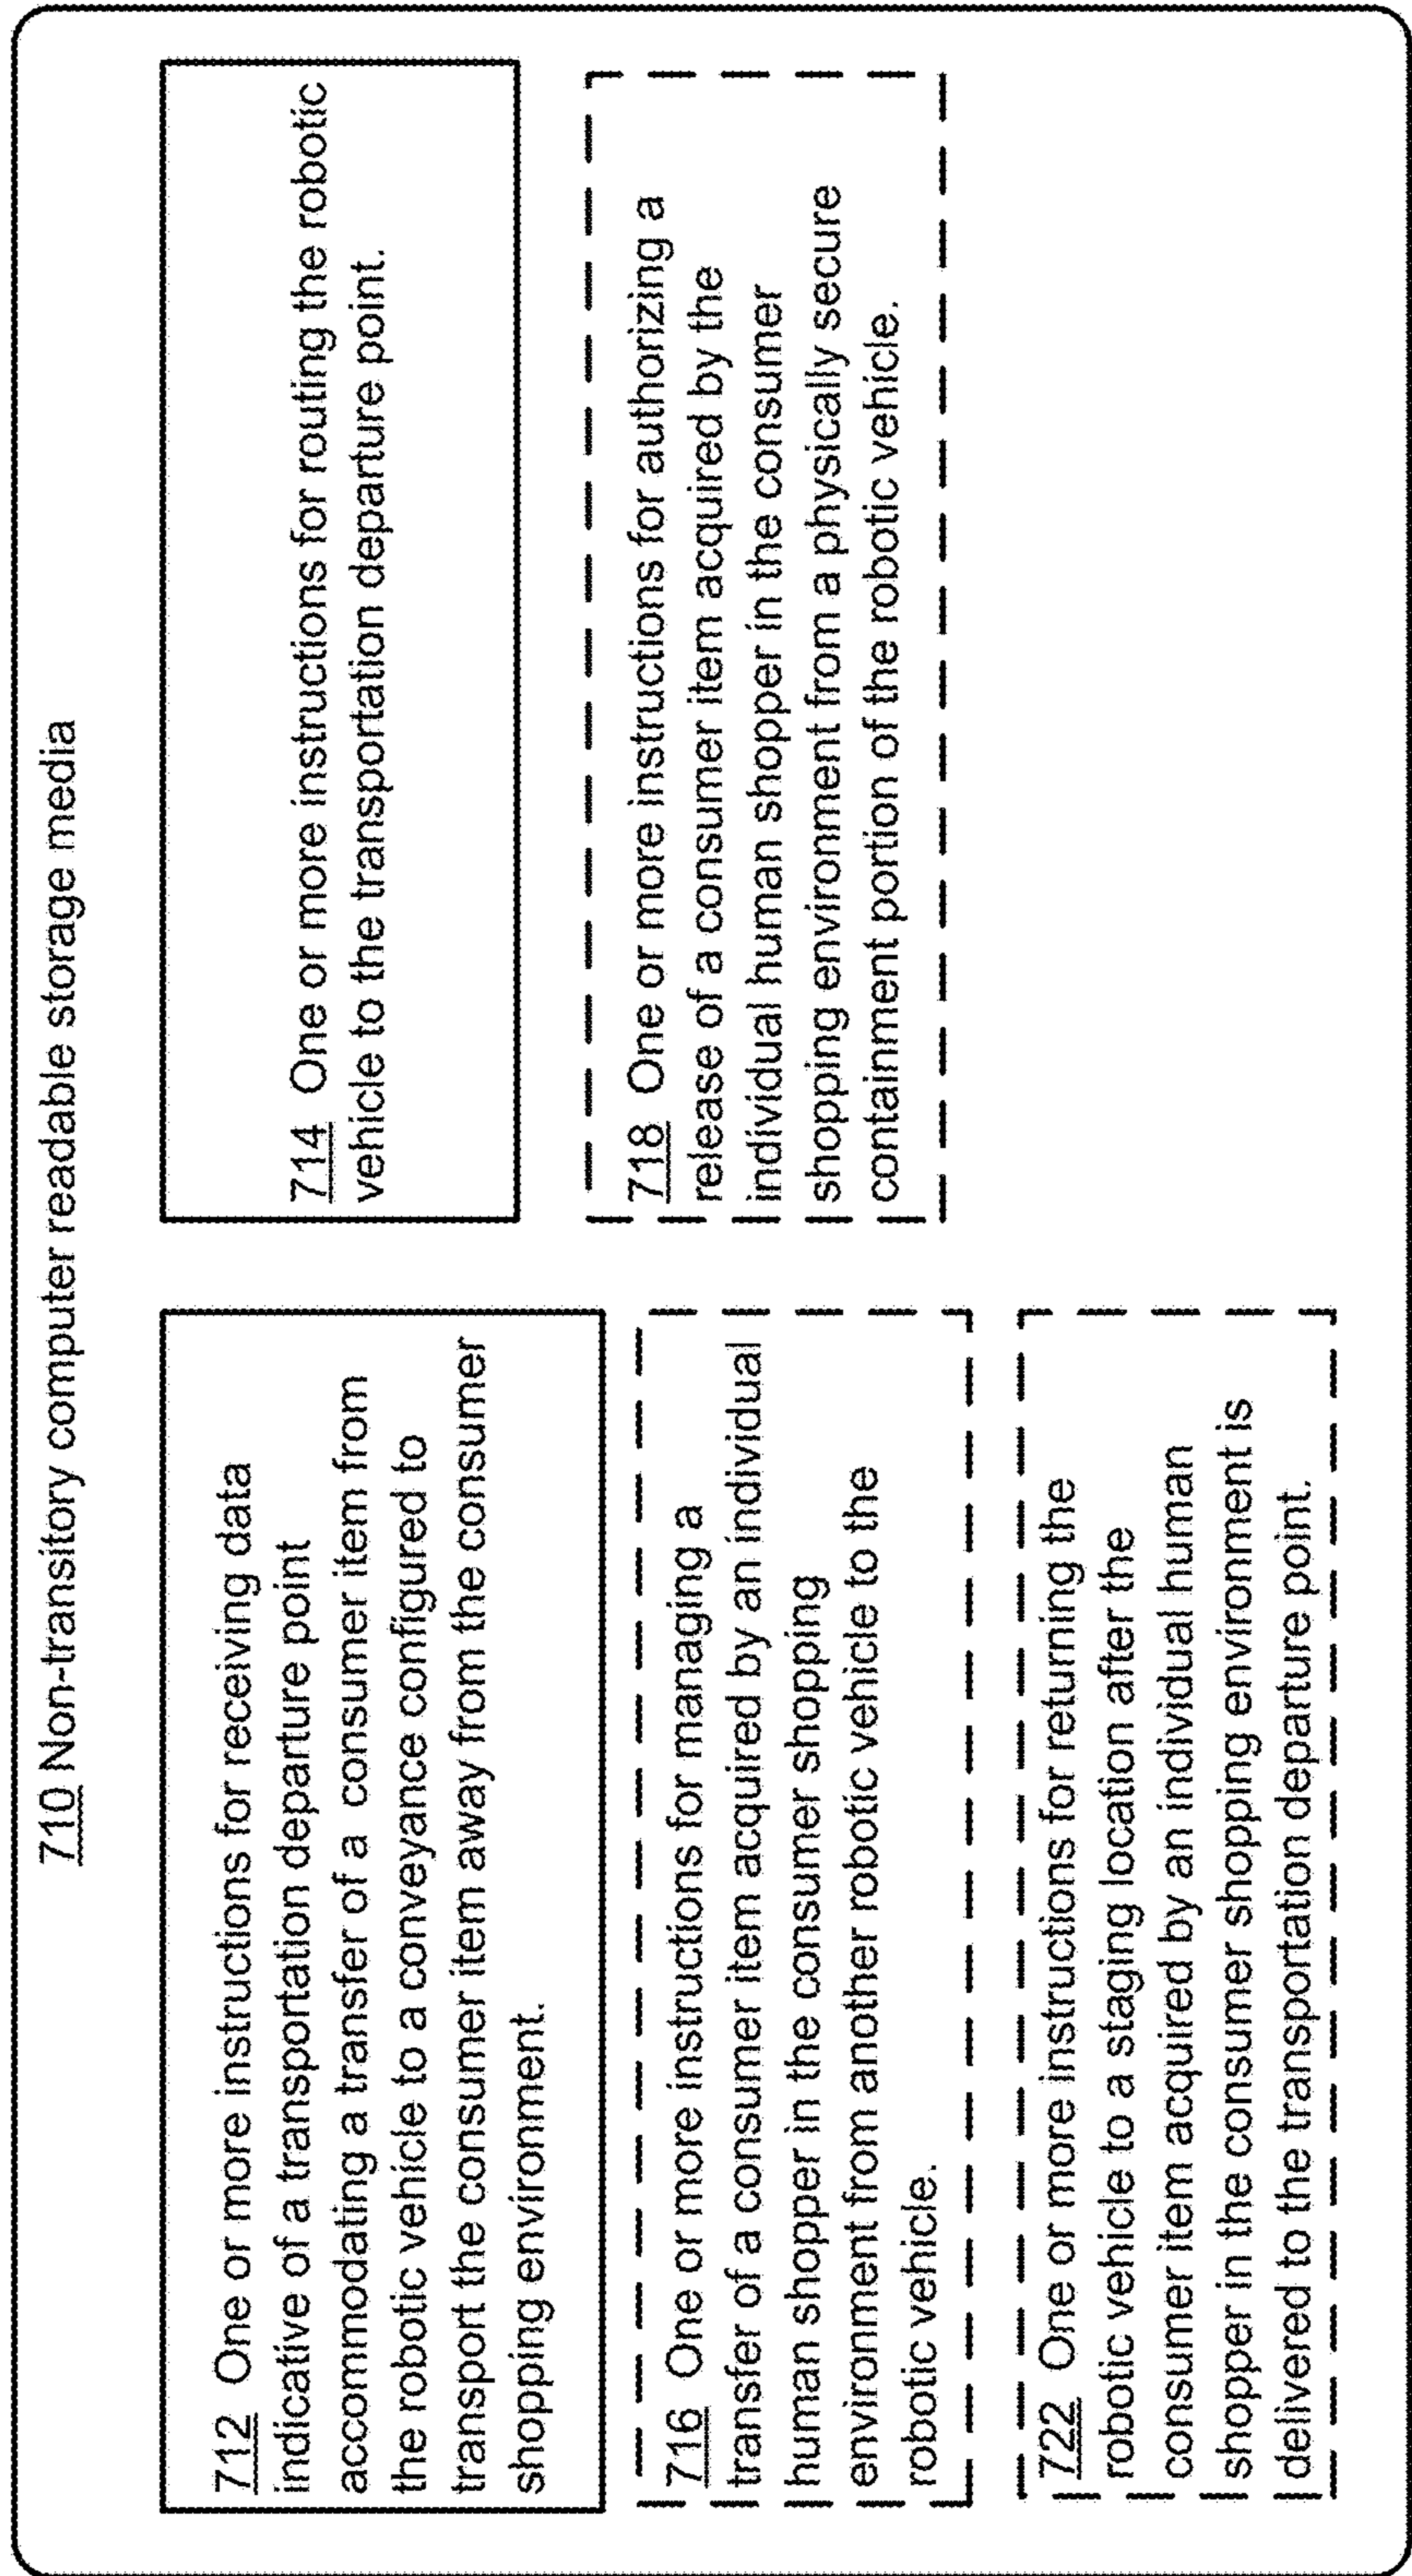 710 Non-transitory computer readable storage media
712 One or more instructions for receiving data
indicative of a transportation departure point
accommodating a transfer of a consumer item from
the robotic vehicle to a conveyance configured to
transport the consumer item away from the consumer
shopping environment.
714 One or more instructions for routing the robotic
vehicle to the transportation departure point.
716 One or more instructions for managing a
transfer of a consumer item acquired by an individual
human shopper in the consumer shopping
environment from another robotic vehicle to the
robotic vehicle.
718 One or more instructions for authorizing a
release of a consumer item acquired by the
individual human shopper in the consumer
shopping environment from a physically secure
containment portion of the robotic vehicle.
722 One or more instructions for returning the
robotic vehicle to a staging location after the
consumer item acquired by an individual human
shopper in the consumer shopping environment is
delivered to the transportation departure point.